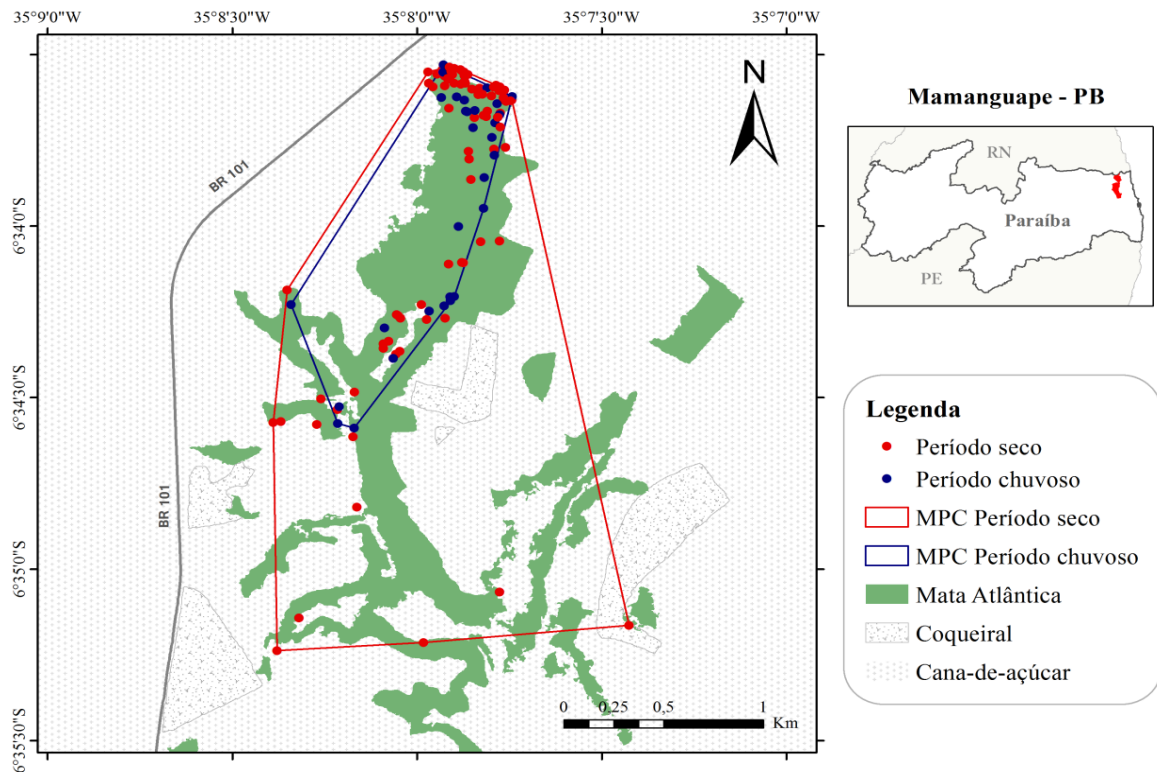 35°9'0"W 35°8'30"W 35°8'0"W 35°7'30"W 35°7'0"W
6°34'0"S
6°34'30"S
6°35'0"S
6°35'30"S
BR 101
BR 101
N
0 0,25 0,5 1
Km
Mamanguape - PB
RN
Paraíba
PE
Legenda
Período seco
Período chuvoso
MPC Período seco
MPC Período chuvoso
Mata Atlântica
Coqueiral
Cana-de-açúcar